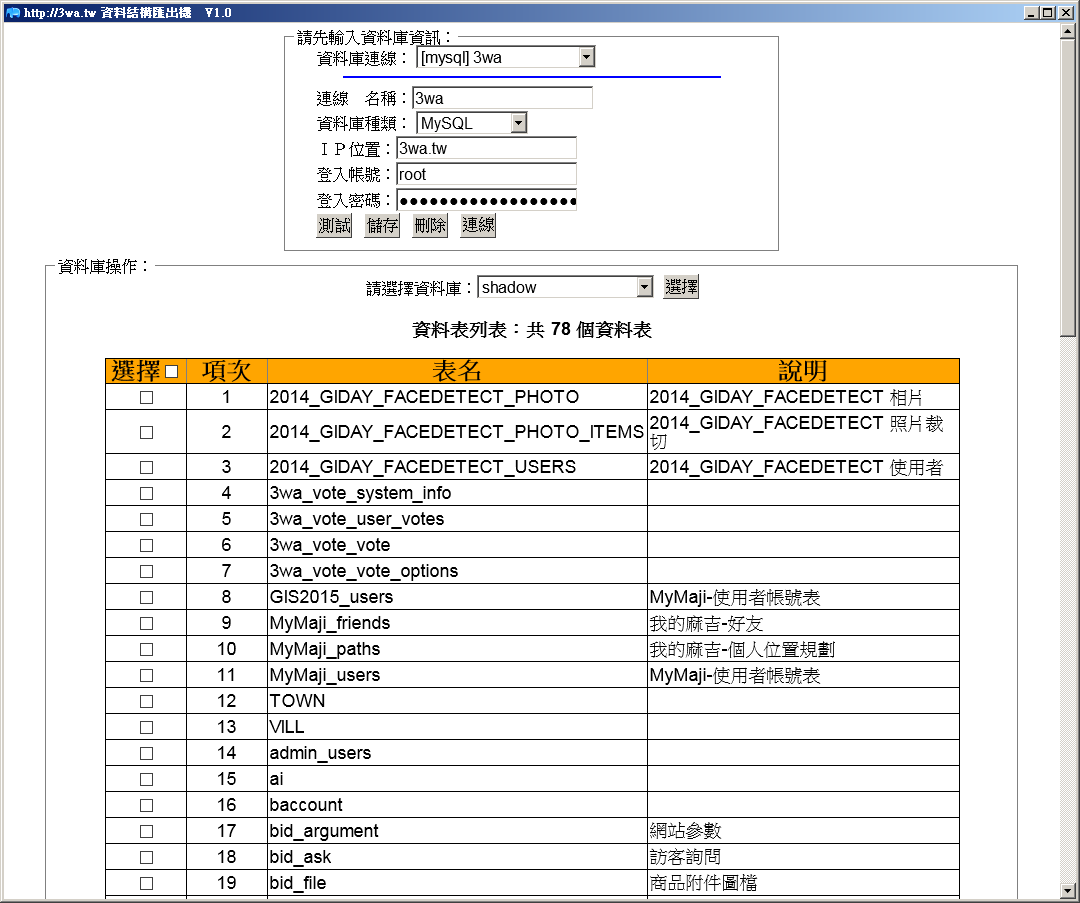 http://3wa.tw 資料結構匯出機 V1.0
請先輸入資料庫資訊：
資料庫連線： [mysql] 3wa
連線　名稱：3wa
資料庫種類： MySQL
ＩＰ位置：3wa.tw
登入帳號：root
登入密碼：●●●●●●●●●●●●●●●●●●
測試 儲存 刪除 連線
資料庫操作：
請選擇資料庫：shadow 選擇
資料表列表：共 78 個資料表
選擇 項次 表名 說明
1 2014_GIDAY_FACEDETECT_PHOTO 2014_GIDAY_FACEDETECT 相片
2 2014_GIDAY_FACEDETECT_PHOTO_ITEMS 2014_GIDAY_FACEDETECT 照片裁
切
3 2014_GIDAY_FACEDETECT_USERS 2014_GIDAY_FACEDETECT 使用者
4 3wa_vote_system_info
5 3wa_vote_user_votes
6 3wa_vote_vote
7 3wa_vote_vote_options
8 GIS2015_users MyMaji-使用者帳號表
9 MyMaji_friends 我的麻吉-好友
10 MyMaji_paths 我的麻吉-個人位置規劃
11 MyMaji_users MyMaji-使用者帳號表
12 TOWN
13 VILL
14 admin_users
15 ai
16 baccount
17 bid_argument 網站參數
18 bid_ask 訪客詢問
19 bid_file 商品附件圖檔